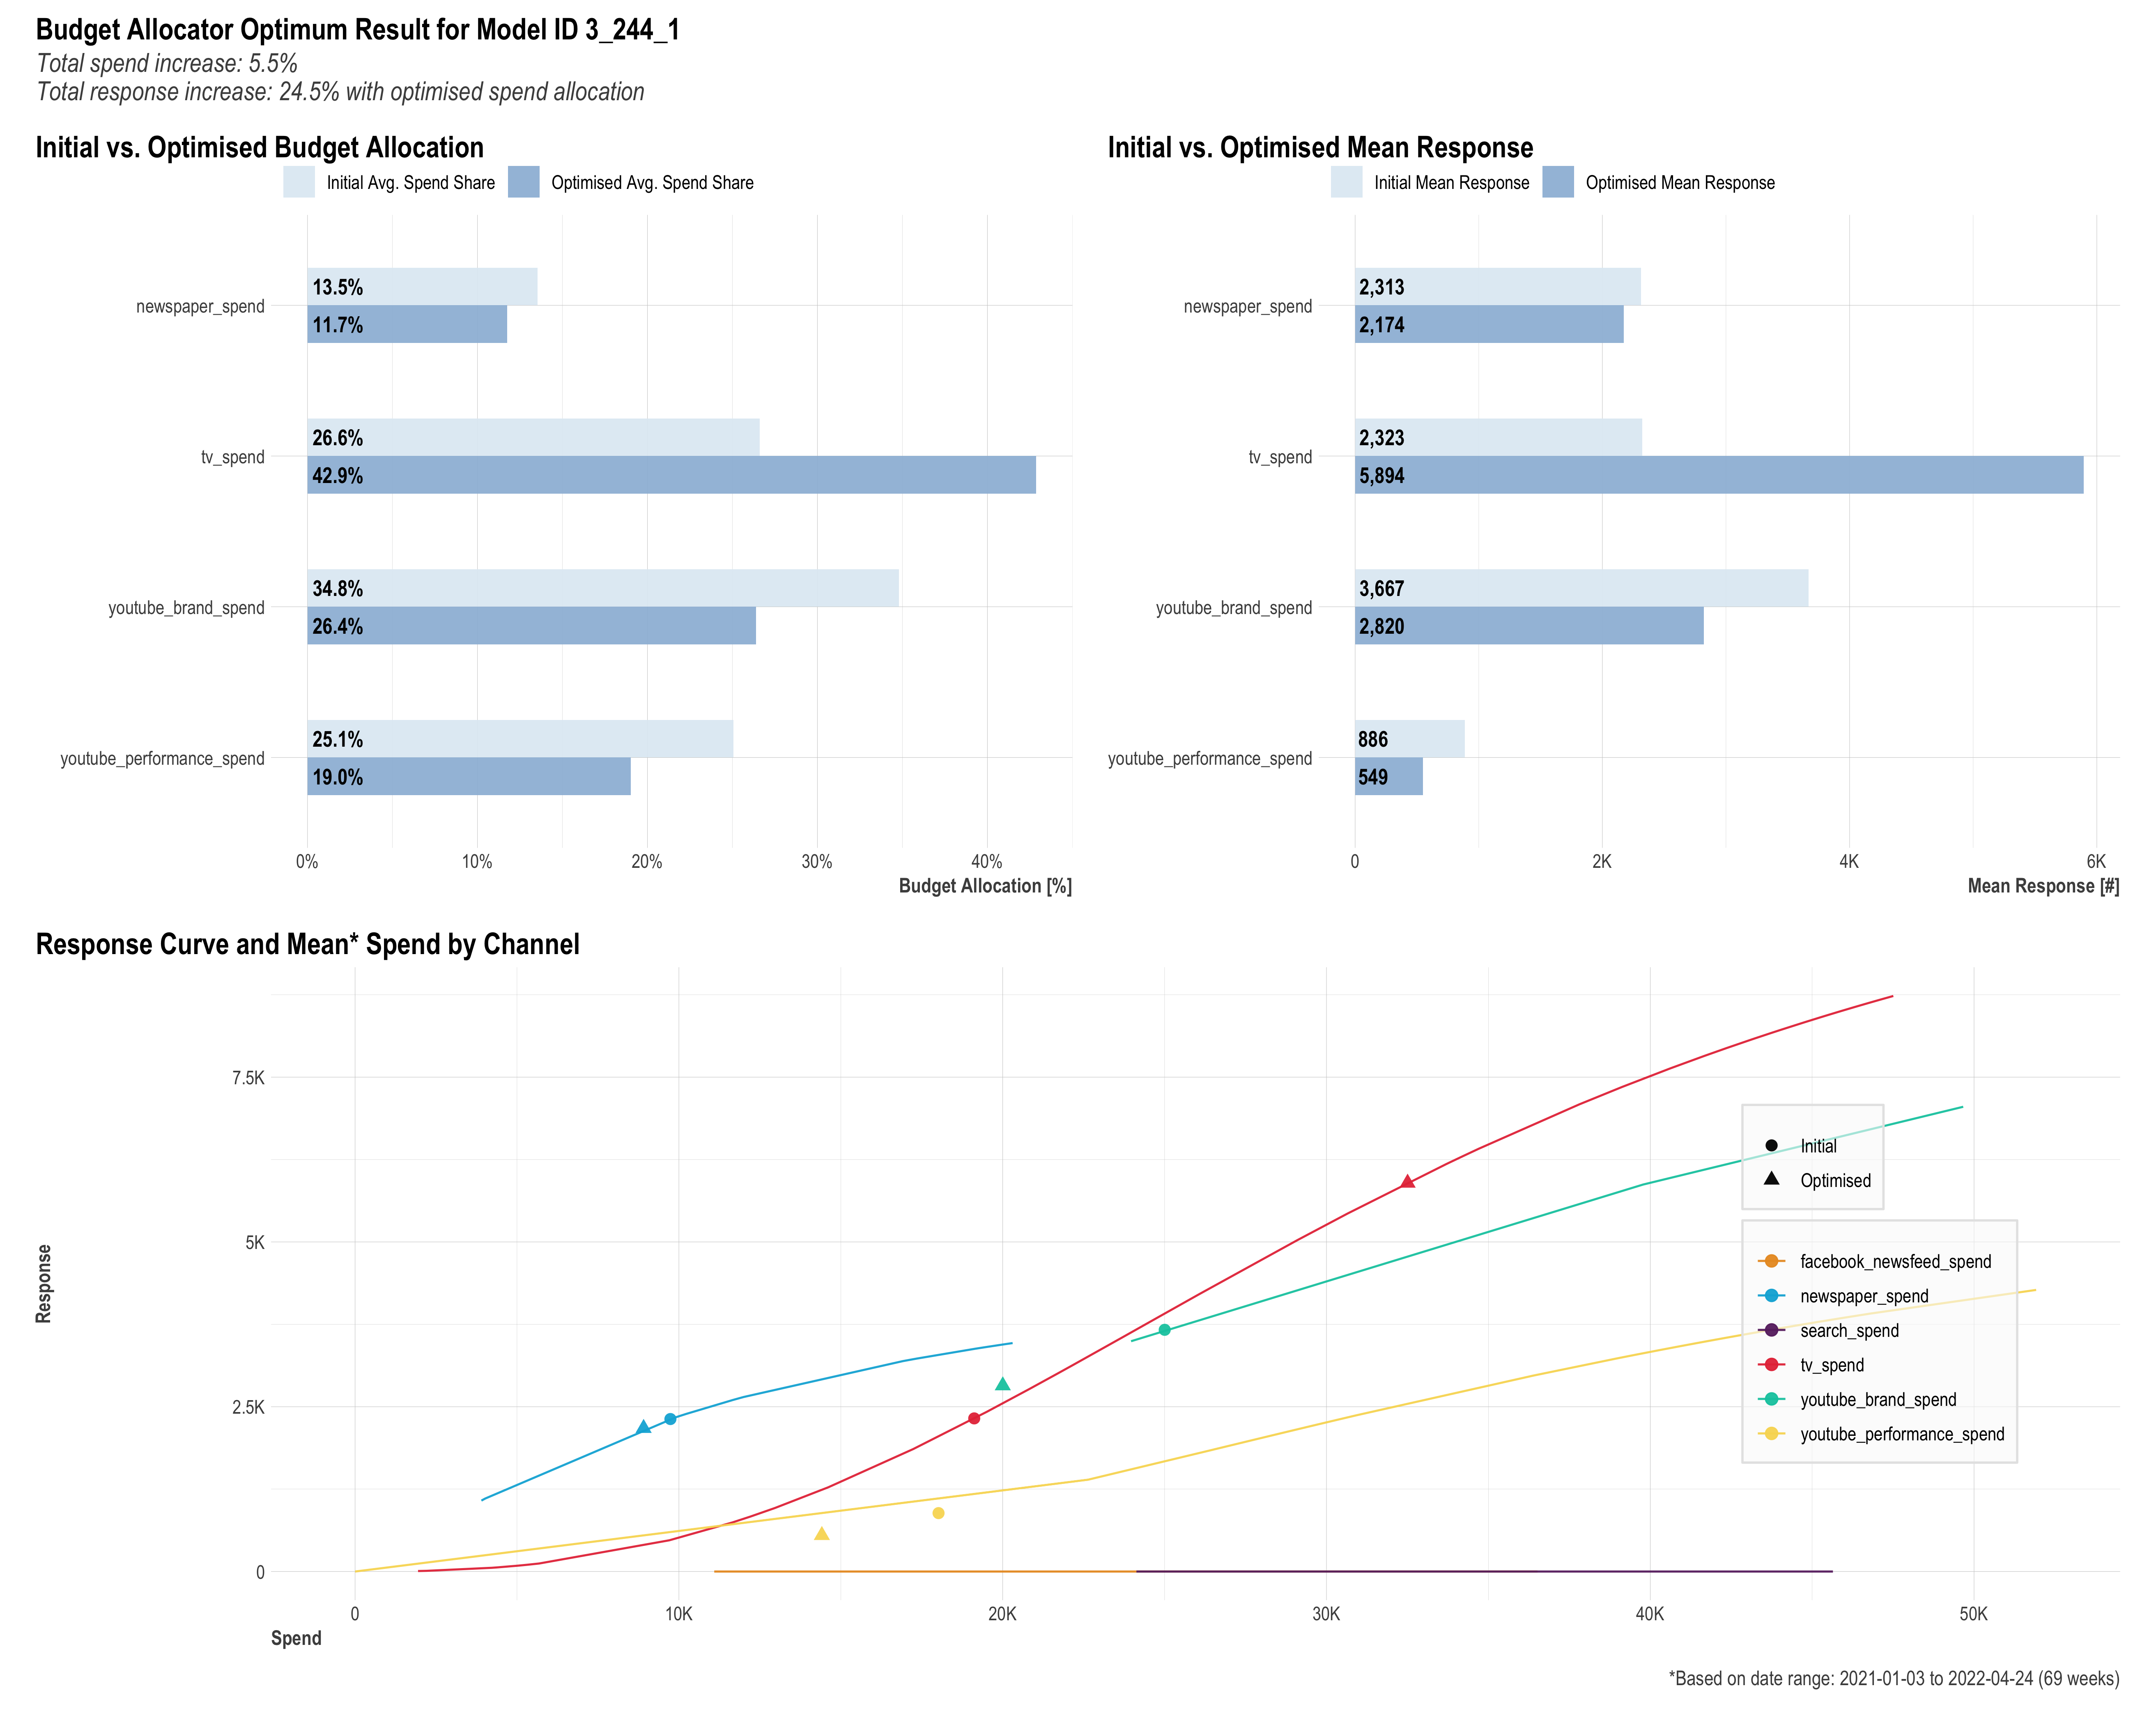 Budget Allocator Optimum Result for Model ID 3_244_1
Total spend increase: 5.5%
Total response increase: 24.5% with optimised spend allocation
Initial vs. Optimised Budget Allocation
Initial Avg. Spend Share
Optimised Avg. Spend Share
newspaper_spend
13.5%
11.7%
tv_spend
26.6%
42.9%
youtube_brand_spend
34.8%
26.4%
youtube_performance_spend
25.1%
19.0%
0%
10%
20%
30%
40%
Budget Allocation [%]
Initial vs. Optimised Mean Response
Initial Mean Response
Optimised Mean Response
newspaper_spend
2,313
2,174
tv_spend
2,323
5,894
youtube_brand_spend
3,667
2,820
youtube_performance_spend
886
549
0
2K
4K
6K
Mean Response [#]
Response Curve and Mean* Spend by Channel
Response
7.5K
5K
2.5K
0
Initial
Optimised
facebook_newsfeed_spend
newspaper_spend
search_spend
tv_spend
youtube_brand_spend
youtube_performance_spend
0
10K
20K
30K
40K
50K
Spend
*Based on date range: 2021-01-03 to 2022-04-24 (69 weeks)